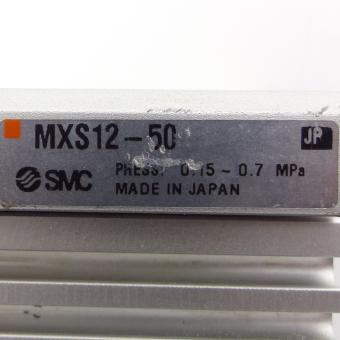 MXS12-50 JP
SMC PRESS: 0.15 ~ 0.7 MPa
MADE IN JAPAN